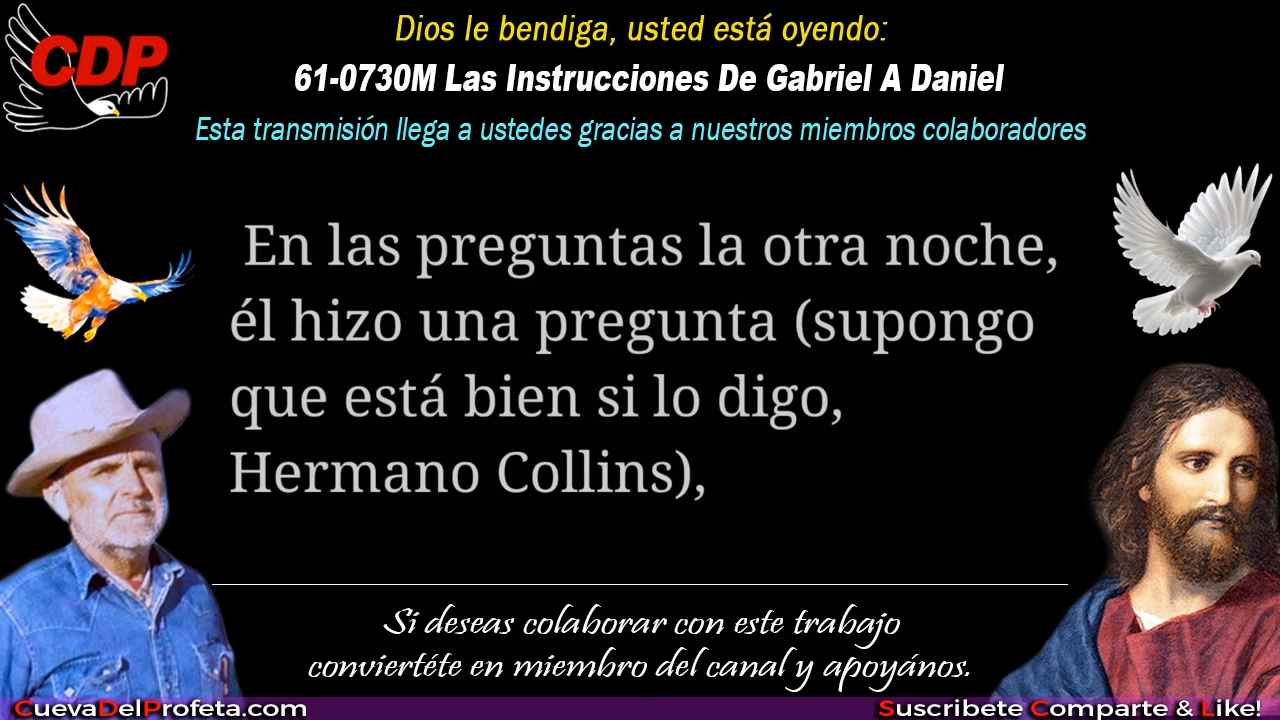 CDP
Dios le bendiga, usted está oyendo:
61-0730M Las Instrucciones De Gabriel A Daniel
Esta transmisión llega a ustedes gracias a nuestros miembros colaboradores
En las preguntas la otra noche,
él hizo una pregunta (supongo
que está bien si lo digo,
Hermano Collins),
Si deseas colaborar con este trabajo
conviertéte en miembro del canal y apoyános.
CuevaDelProfeta.com
Suscribete Comparte & Like!